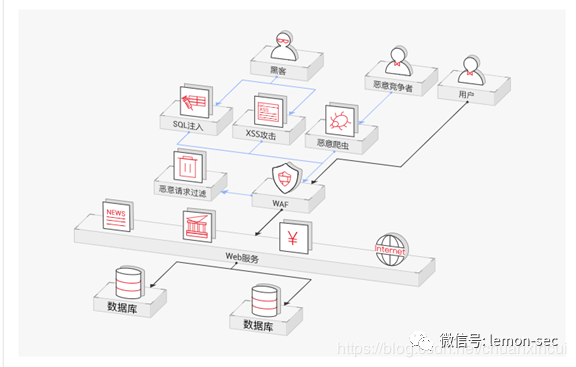 黑客
恶意竞争者
用户
SQL注入
XSS攻击
恶意爬虫
恶意请求过滤
WAF
NEWS
¥
Internet
Web服务
数据库
数据库
微信号: lemon-sec
https://blog.csdn.net/chuanxincui